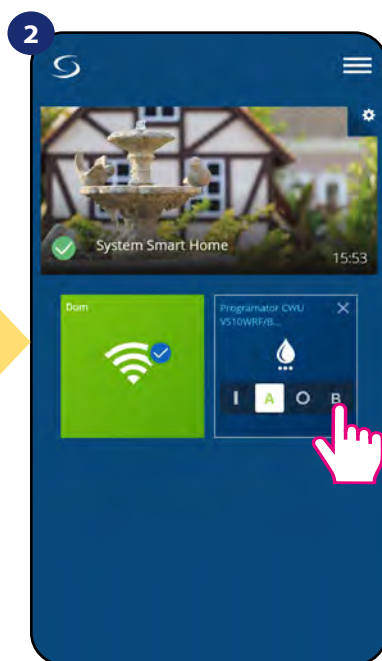 2
System Smart Home
15:53
Dom
Programator CWU
VS10WRF/B...
I A O B